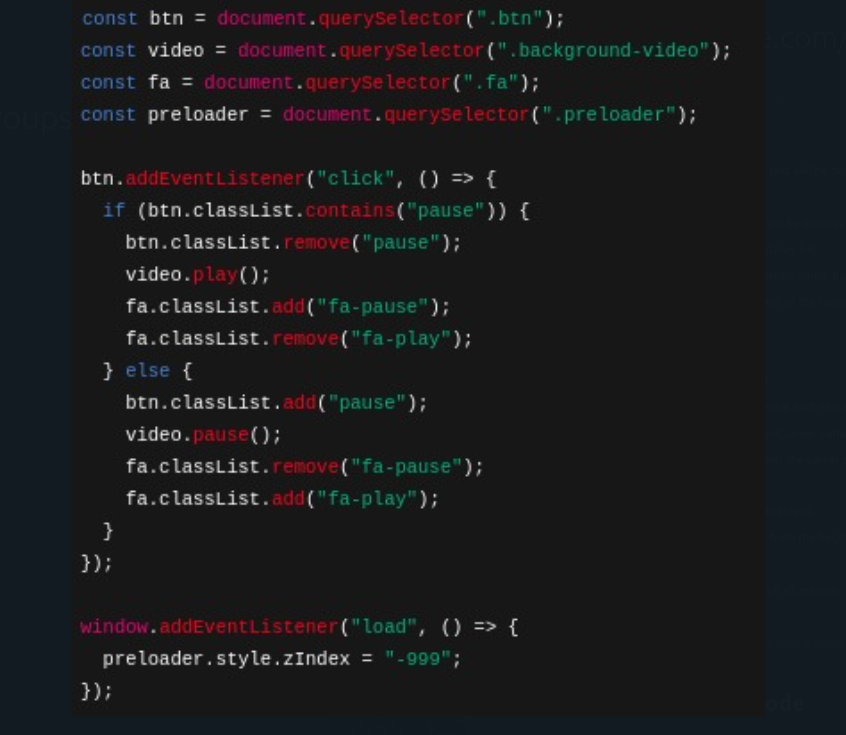 const btn = document.querySelector(".btn");
const video = document.querySelector(".background-video");
const fa = document.querySelector(".fa");
const preloader = document.querySelector(".preloader");
btn.addEventListener("click", () => {
if (btn.classList.contains("pause")) {
btn.classList.remove("pause");
video.play();
fa.classList.add("fa-pause");
fa.classList.remove("fa-play");
} else {
btn.classList.add("pause");
video.pause();
fa.classList.remove("fa-pause");
fa.classList.add("fa-play");
}
});
window.addEventListener("load", () => {
preloader.style.zIndex = "-999";
});